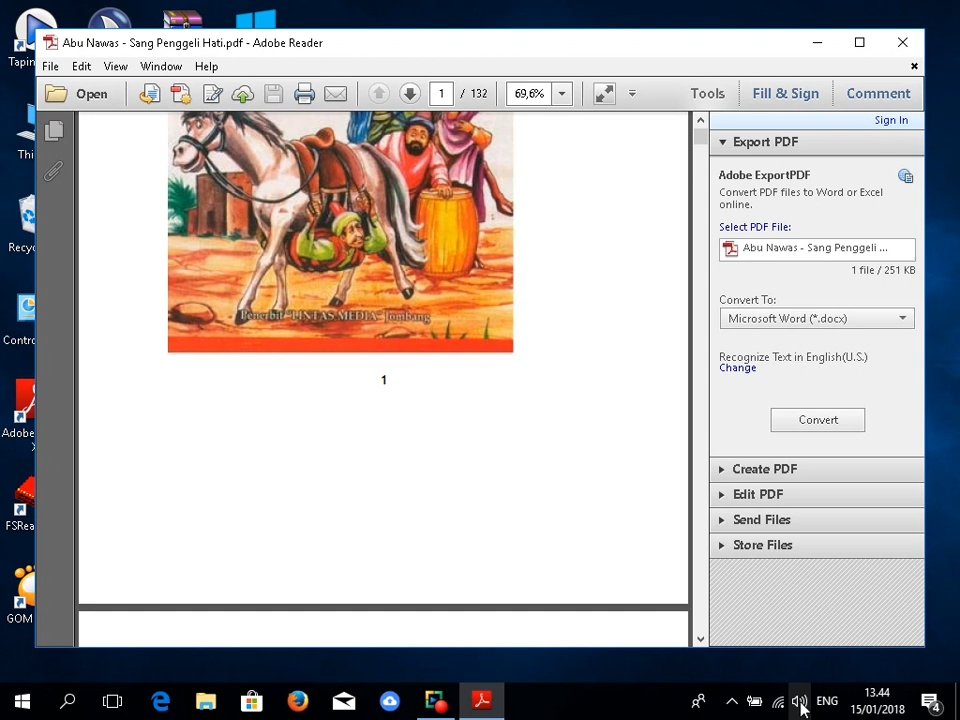 Abu Nawas - Sang Penggeli Hati.pdf - Adobe Reader
File Edit View Window Help
Open 1 / 132 69,6% Tools Fill & Sign Comment
Sign In
Export PDF
Adobe ExportPDF
Convert PDF files to Word or Excel
online.
Select PDF File:
Abu Nawas - Sang Penggeli ...
1 file / 251 KB
Convert To:
Microsoft Word (*.docx)
Recognize Text in English(U.S.)
Change
Convert
Create PDF
Edit PDF
Send Files
Store Files
Penerbit "LINTAS MEDIA" Jombang
1
Tapin
Thi
Recyc
Contro
Adobe
X
FSRea
GOM
ENG
13.44
15/01/2018
4